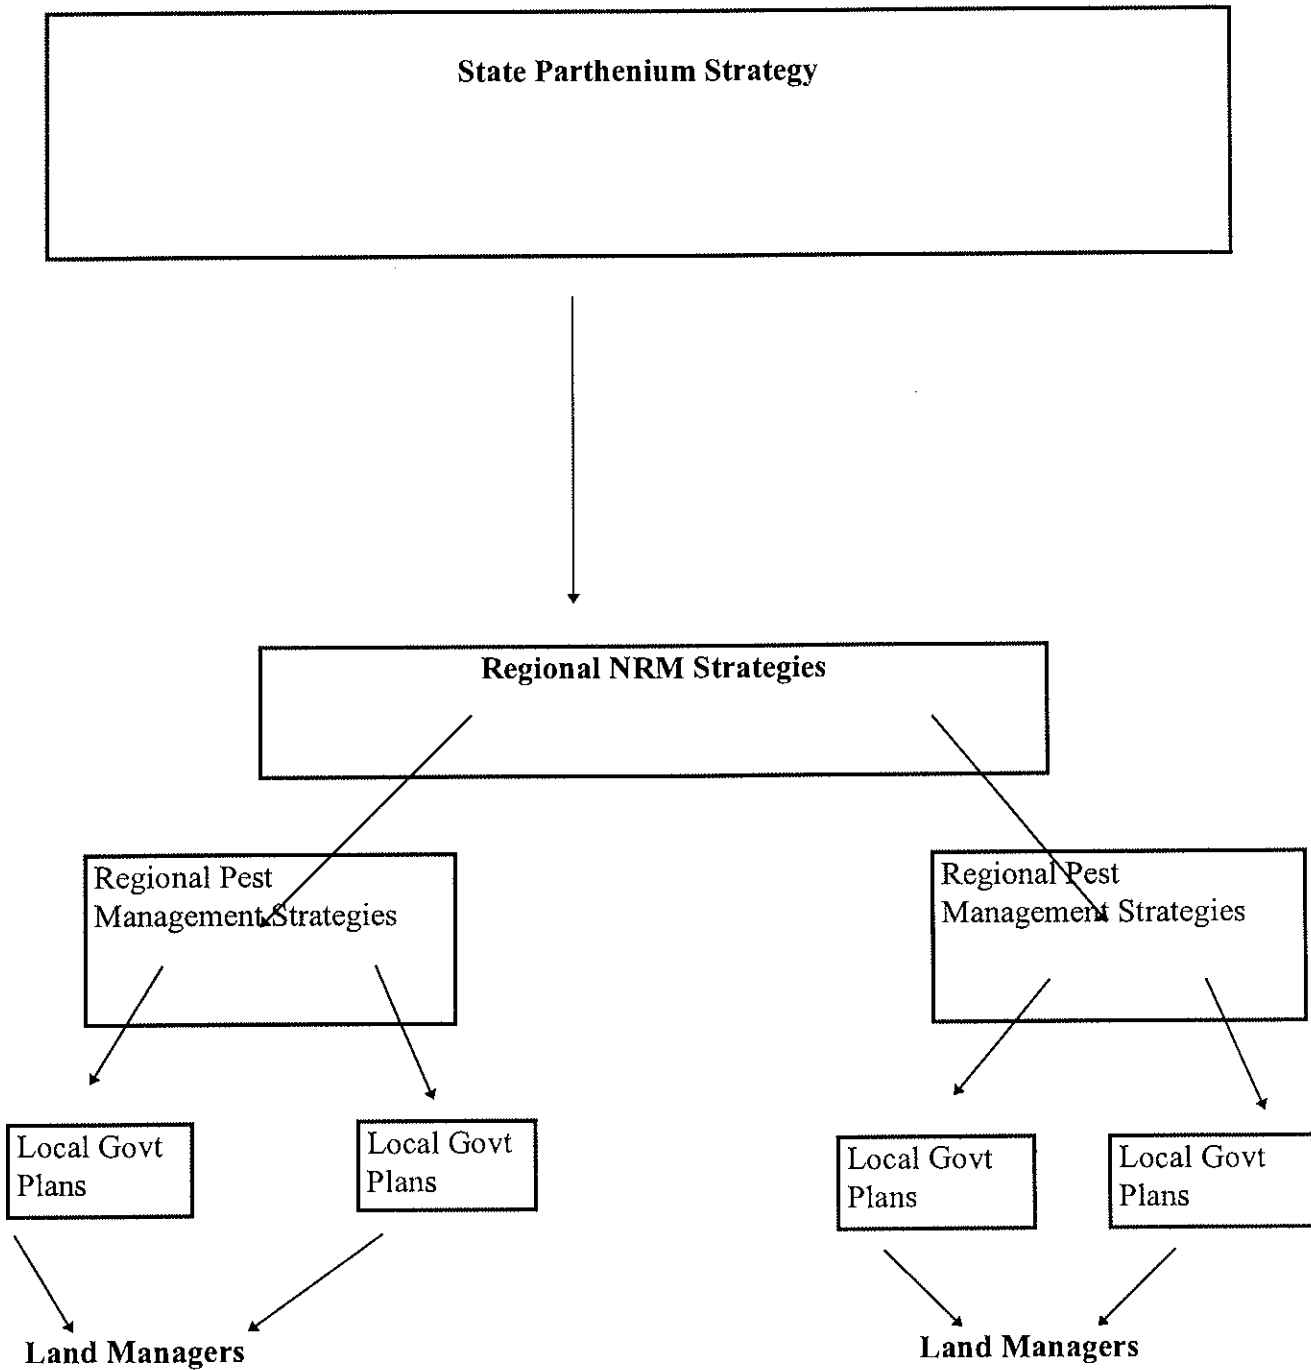 State Parthenium Strategy
Regional NRM Strategies
Regional Pest
Management Strategies
Regional Pest
Management Strategies
Local Govt
Plans
Local Govt
Plans
Local Govt
Plans
Local Govt
Plans
Land Managers
Land Managers